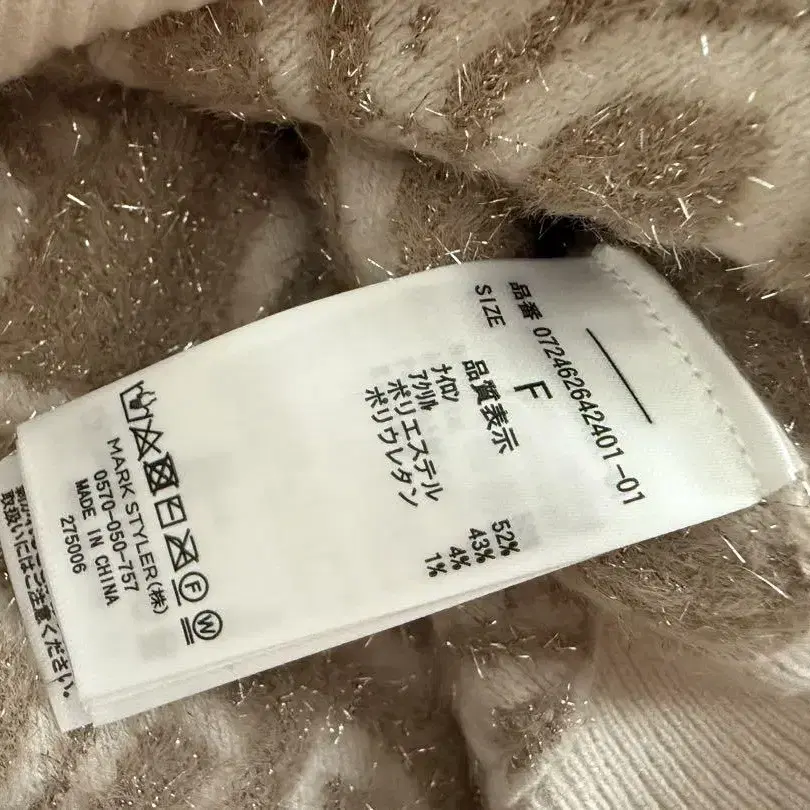 品番 072462642401-01
SIZE F
品質表示
ナイロン 52%
アクリル 43%
ポリエステル 4%
ポリウレタン 1%
F W
MARK STYLER(株)
0570-050-757
MADE IN CHINA
275006
取扱いにはご注意ください。